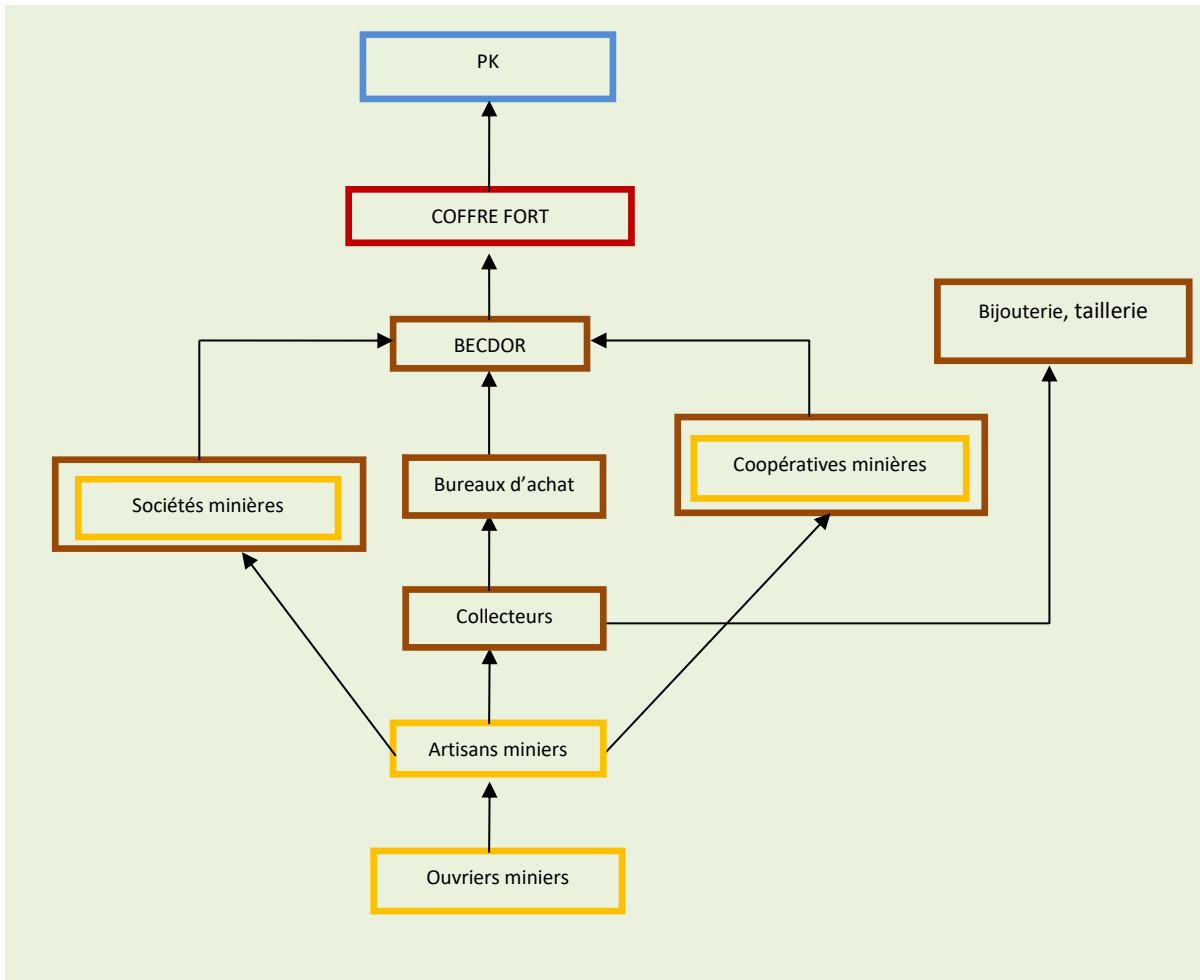 PK
COFFRE FORT
Bijouterie, taillerie
BECDOR
Coopératives minières
Bureaux d’achat
Sociétés minières
Collecteurs
Artisans miniers
Ouvriers miniers